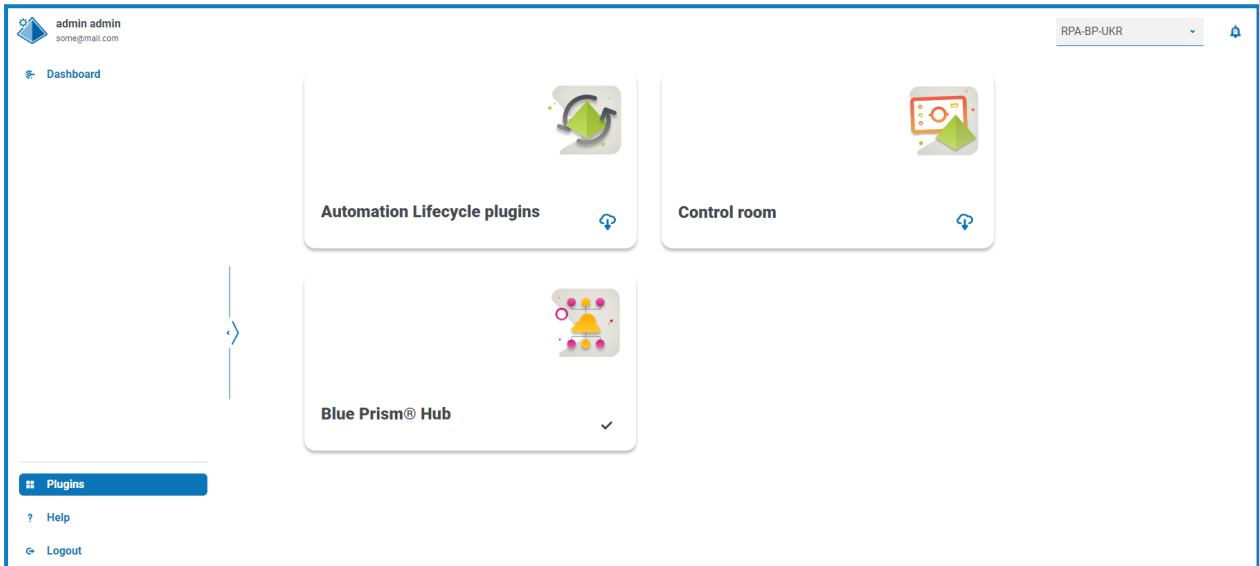 admin admin
some@mail.com
RPA-BP-UKR
Dashboard
Automation Lifecycle plugins
Control room
Blue Prism® Hub
Plugins
? Help
Logout